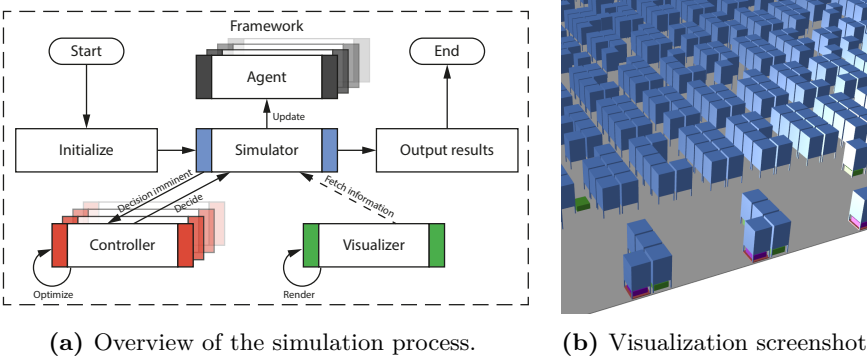 Framework
Start
End
Agent
Update
Initialize
Simulator
Output results
Decision imminent
Decide
Fetch information
Controller
Visualizer
Optimize
Render
(a) Overview of the simulation process.
(b) Visualization screenshot